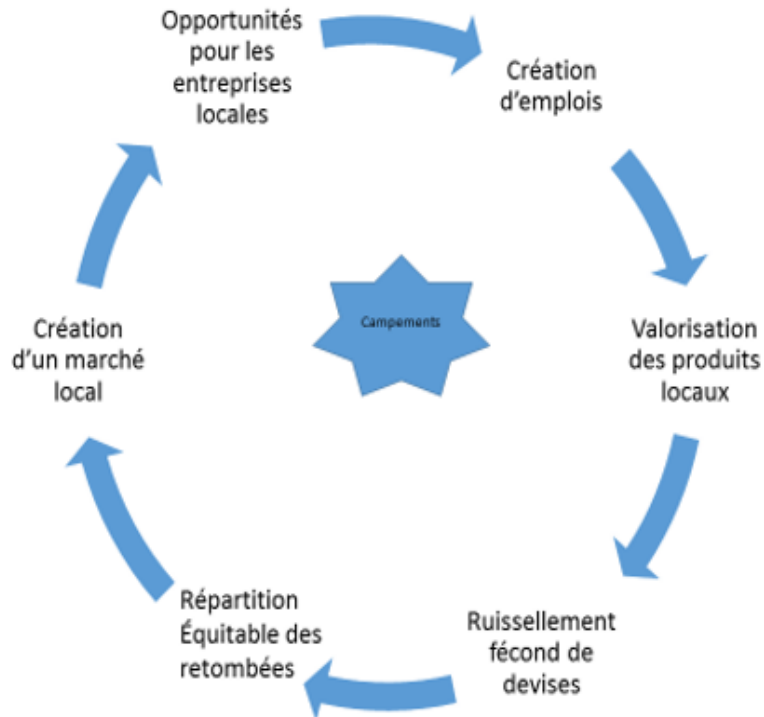 Opportunités
pour les
entreprises
locales
Création
d'emplois
Valorisation
des produits
locaux
Ruissellement
fécond de
devises
Répartition
Équitable des
retombées
Création
d'un marché
local
Campements